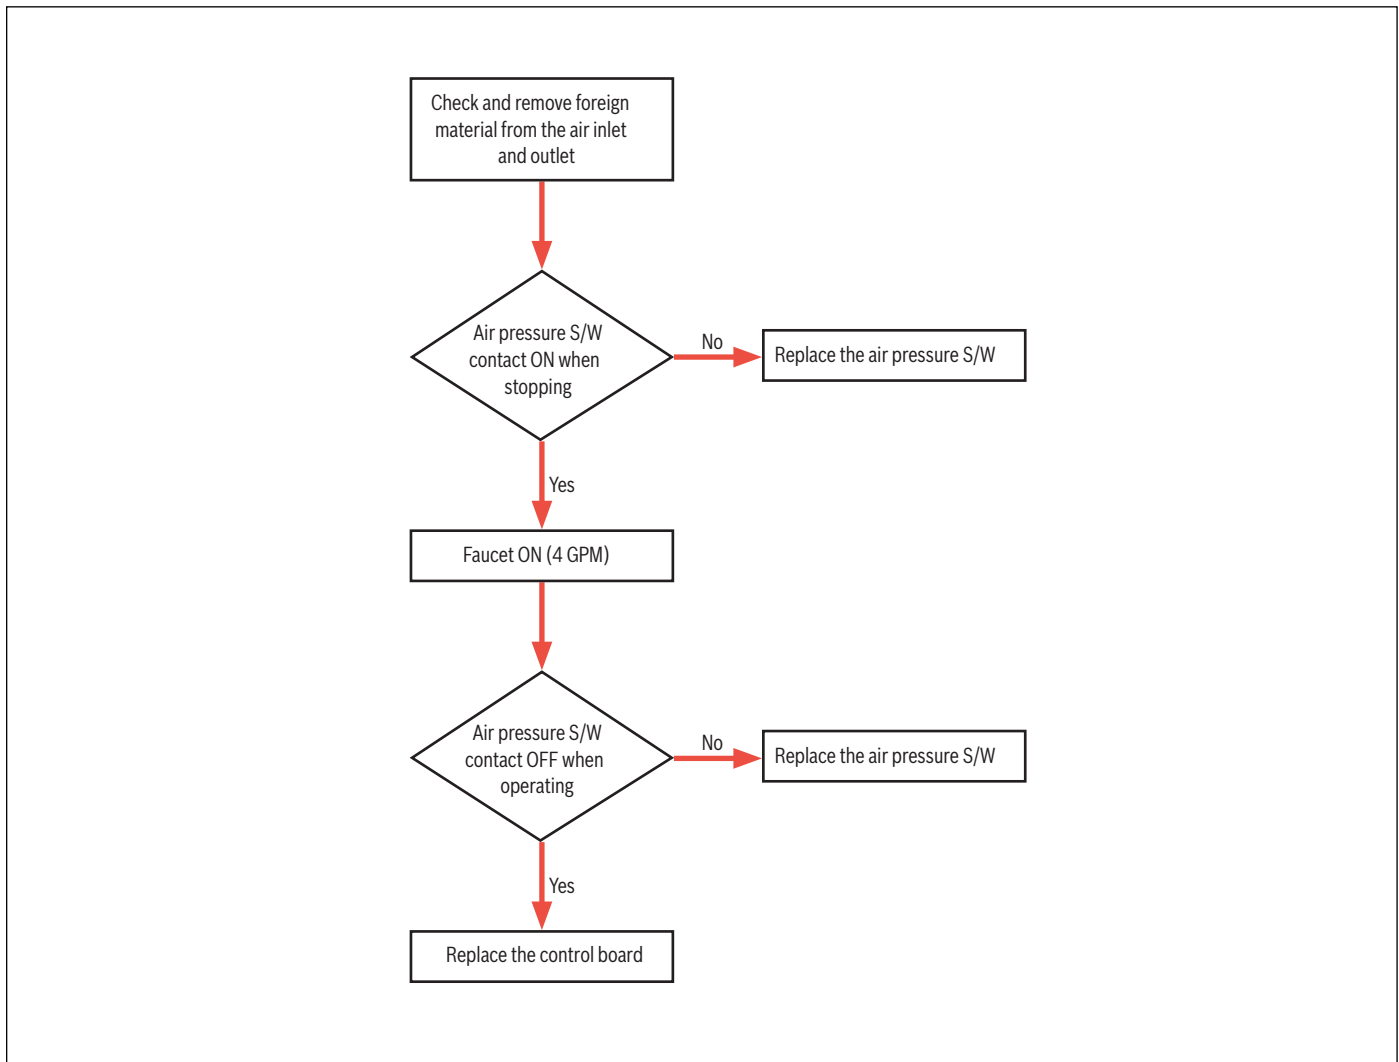 Check and remove foreign
material from the air inlet
and outlet
Air pressure S/W
contact ON when
stopping
No
Replace the air pressure S/W
Yes
Faucet ON (4 GPM)
Air pressure S/W
contact OFF when
operating
No
Replace the air pressure S/W
Yes
Replace the control board